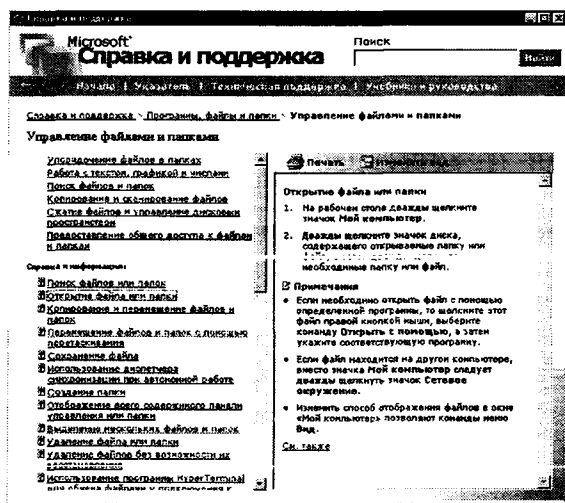 Справка и поддержка
Microsoft
Справка и поддержка
Поиск
Найти
Начало | Указатель | Техническая поддержка | Учебники и руководства
Справка и поддержка > Программы, файлы и папки > Управление файлами и папками
Управление файлами и папками
Упорядочение файлов в папках
Работа с текстом, графикой и числами
Поиск файлов и папок
Копирование и сканирование файлов
Сжатие файлов и управление дисковым
пространством
Предоставление общего доступа к файлам
и папкам
Справка и информация:
Поиск файлов или папок
Открытие файла или папки
Копирование и перемещение файлов и
папок
Перемещение файлов и папок с помощью
перетаскивания
Сохранение файла
Использование диспетчера
синхронизации при автономной работе
Создание папки
Отображение всего содержимого панели
управления или папки
Выделение нескольких файлов и папок
Удаление файла или папки
Удаление файлов без возможности их
восстановления
Использование программы HyperTerminal
для обмена файлами и подключения к
Печать Изменить вид
Открытие файла или папки
1. На рабочем столе дважды щелкните
значок Мой компьютер.
2. Дважды щелкните значок диска,
содержащего открываемые папку или
необходимые папку или файл.
Примечания
• Если необходимо открыть файл с помощью
определенной программы, то щелкните этот
файл правой кнопкой мыши, выберите
команду Открыть с помощью, а затем
укажите соответствующую программу.
• Если файл находится на другом компьютере,
вместо значка Мой компьютер следует
дважды щелкнуть значок Сетевое
окружение.
• Изменить способ отображения файлов в окне
«Мой компьютер» позволяют команды меню
Вид.
См. также